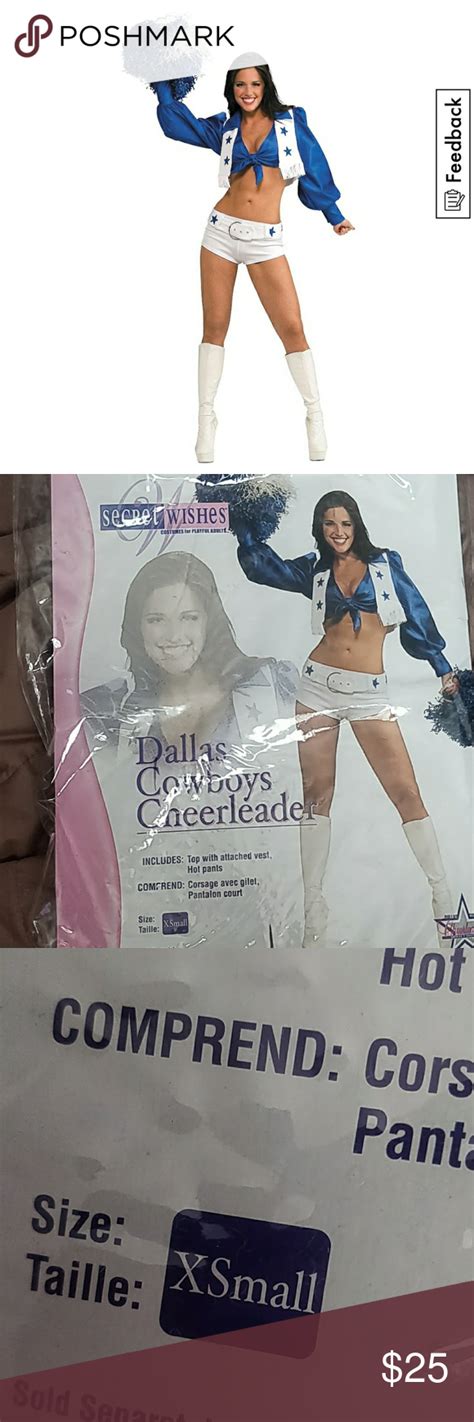 POSHMARK
Feedback
secret WISHES
COSTUMES for PLAYFUL ADULTS
Dallas
Cowboys
Cheerleader
INCLUDES: Top with attached vest,
Hot pants
COMPREND: Corsage avec gilet,
Pantalon court
Size:
Taille:
XSmall
Hot
COMPREND: Cors
Panta
Size:
Taille:
XSmall
Sold
$25